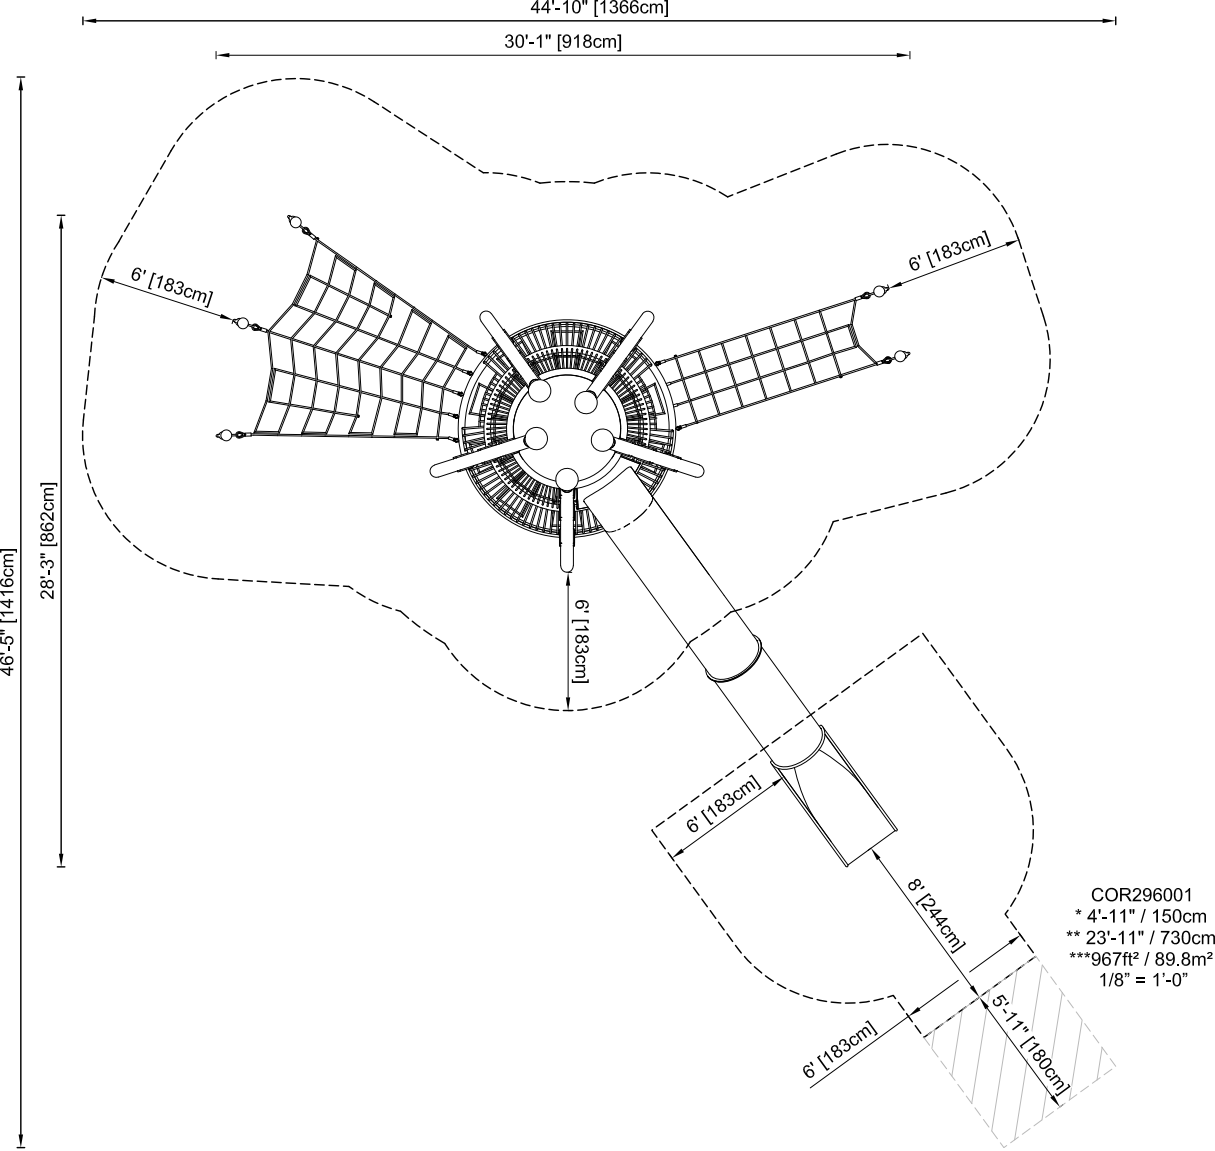 44'-10" [1366cm]
30'-1" [918cm]
6' [183cm]
6' [183cm]
28'-3" [862cm]
46'-5" [1416cm]
6' [183cm]
6' [183cm]
8' [244cm]
COR296001
* 4'-11" / 150cm
** 23'-11" / 730cm
***967ft² / 89.8m²
1/8” = 1’-0”
5'-11" [180cm]
6' [183cm]